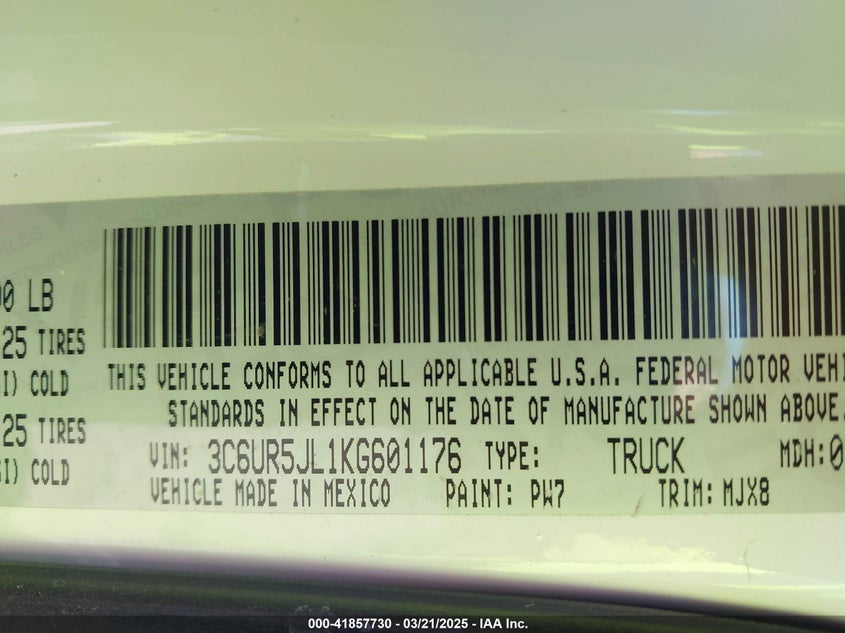 0 LB
25 TIRES
I) COLD
25 TIRES
I) COLD
THIS VEHICLE CONFORMS TO ALL APPLICABLE U.S.A. FEDERAL MOTOR VEHI
STANDARDS IN EFFECT ON THE DATE OF MANUFACTURE SHOWN ABOVE.
VIN: 3C6UR5JL1KG601176 TYPE: TRUCK MDH:0
VEHICLE MADE IN MEXICO PAINT: PW7 TRIM: MJX8
000-41857730 - 03/21/2025 - IAA Inc.